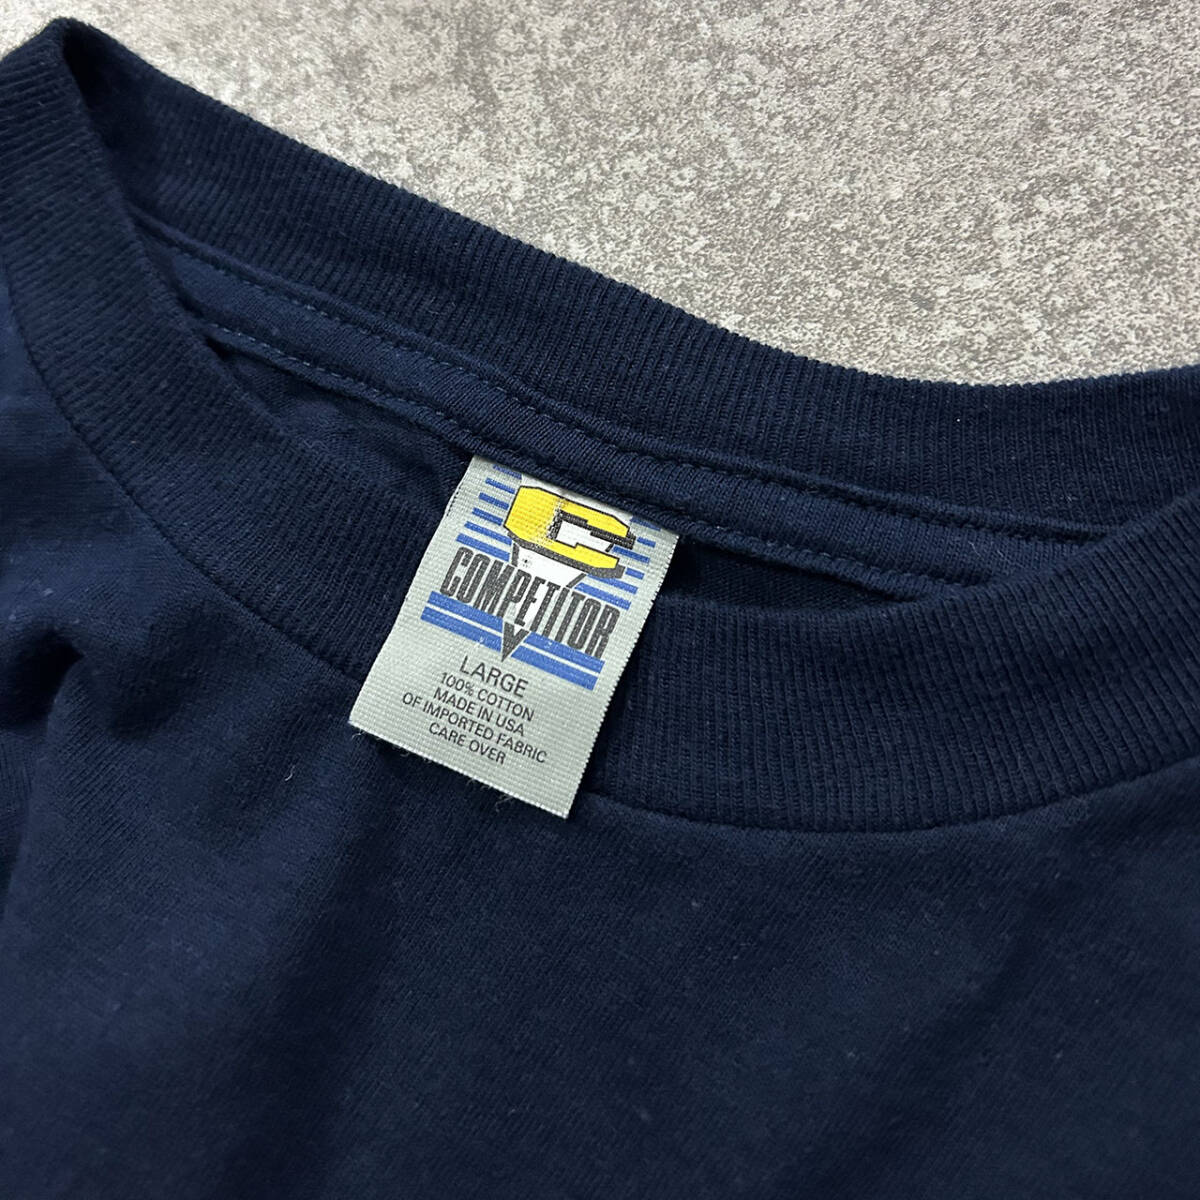 C
COMPETITOR
LARGE
100% COTTON
MADE IN USA
OF IMPORTED FABRIC
CARE OVER